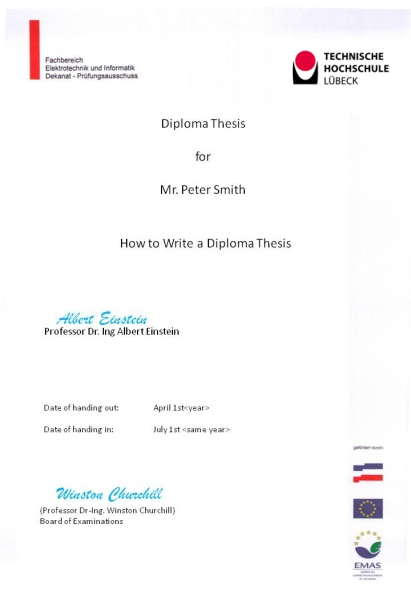 Fachbereich
Elektrotechnik und Informatik
Dekanat - Prüfungsausschuss
TECHNISCHE
HOCHSCHULE
LÜBECK
Diploma Thesis
for
Mr. Peter Smith
How to Write a Diploma Thesis
Albert Einstein
Professor Dr. Ing Albert Einstein
Date of handing out: April 1st<year>
Date of handing in: July 1st <same year>
gefördert durch:
Winston Churchill
(Professor Dr-Ing. Winston Churchill)
Board of Examinations
EMAS